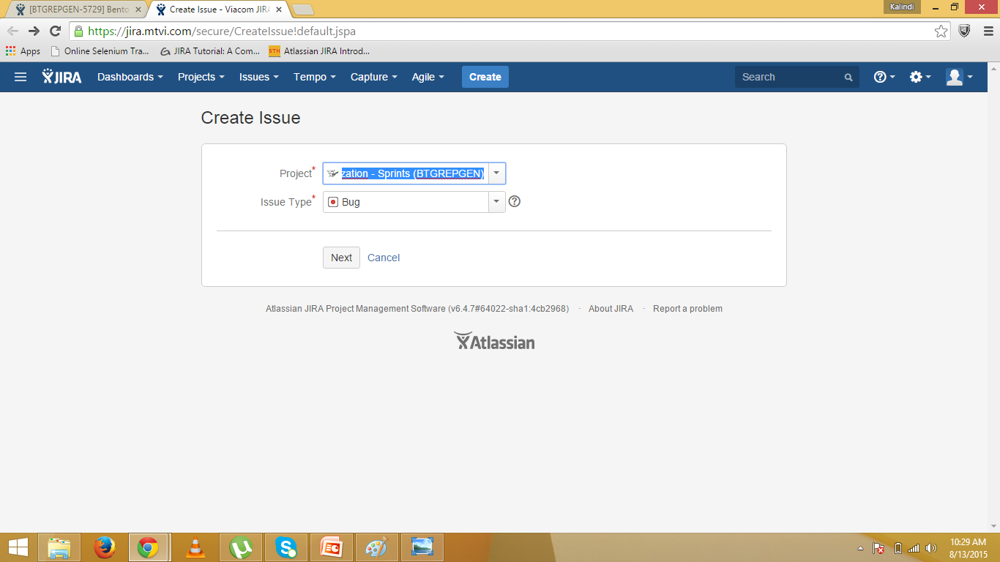 [BTGREPGEN-5729] Bento
Create Issue - Viacom JIRA
Kalindi
https://jira.mtvi.com/secure/CreateIssue!default.jspa
Apps
Online Selenium Tra...
JIRA Tutorial: A Com...
STH
Atlassian JIRA Introd...
JIRA
Dashboards
Projects
Issues
Tempo
Capture
Agile
Create
Search
Create Issue
Project*
zation - Sprints (BTGREPGEN)
Issue Type*
Bug
Next
Cancel
Atlassian JIRA Project Management Software (v6.4.7#64022-sha1:4cb2968) · About JIRA · Report a problem
Atlassian
10:29 AM
8/13/2015